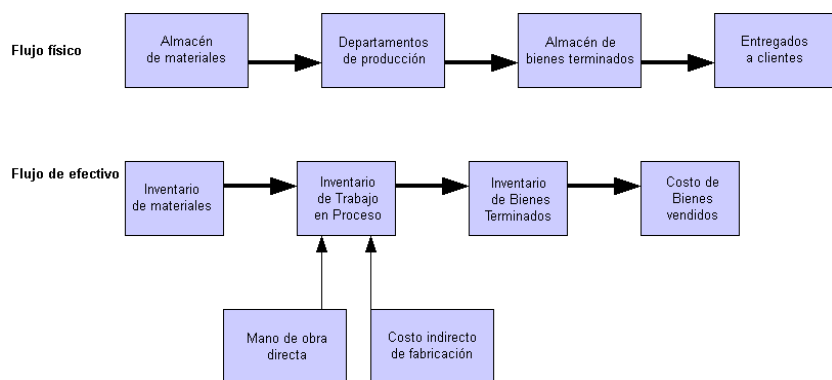 Flujo físico
Almacén
de materiales
Departamentos
de producción
Almacén de
bienes terminados
Entregados
a clientes
Flujo de efectivo
Inventario
de materiales
Inventario
de Trabajo
en Proceso
Inventario
de Bienes
Terminados
Costo de
Bienes
vendidos
Mano de obra
directa
Costo indirecto
de fabricación